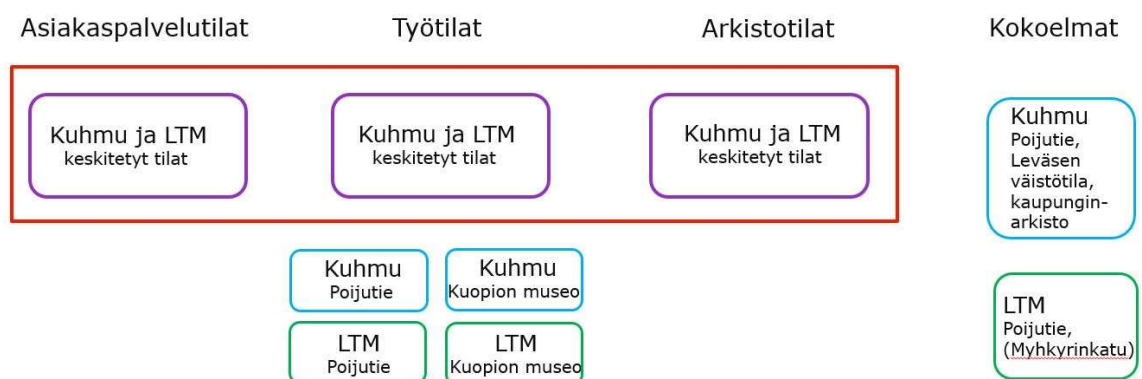 Asiakaspalvelutilat
Työtilat
Arkistotilat
Kokoelmat
Kuhmu ja LTM
keskitetyt tilat
Kuhmu ja LTM
keskitetyt tilat
Kuhmu ja LTM
keskitetyt tilat
Kuhmu
Poijutie,
Leväsen
väistötila,
kaupungin-
arkisto
Kuhmu
Poijutie
Kuhmu
Kuopion museo
LTM
Poijutie
LTM
Kuopion museo
LTM
Poijutie,
(Myhkyrinkatu)